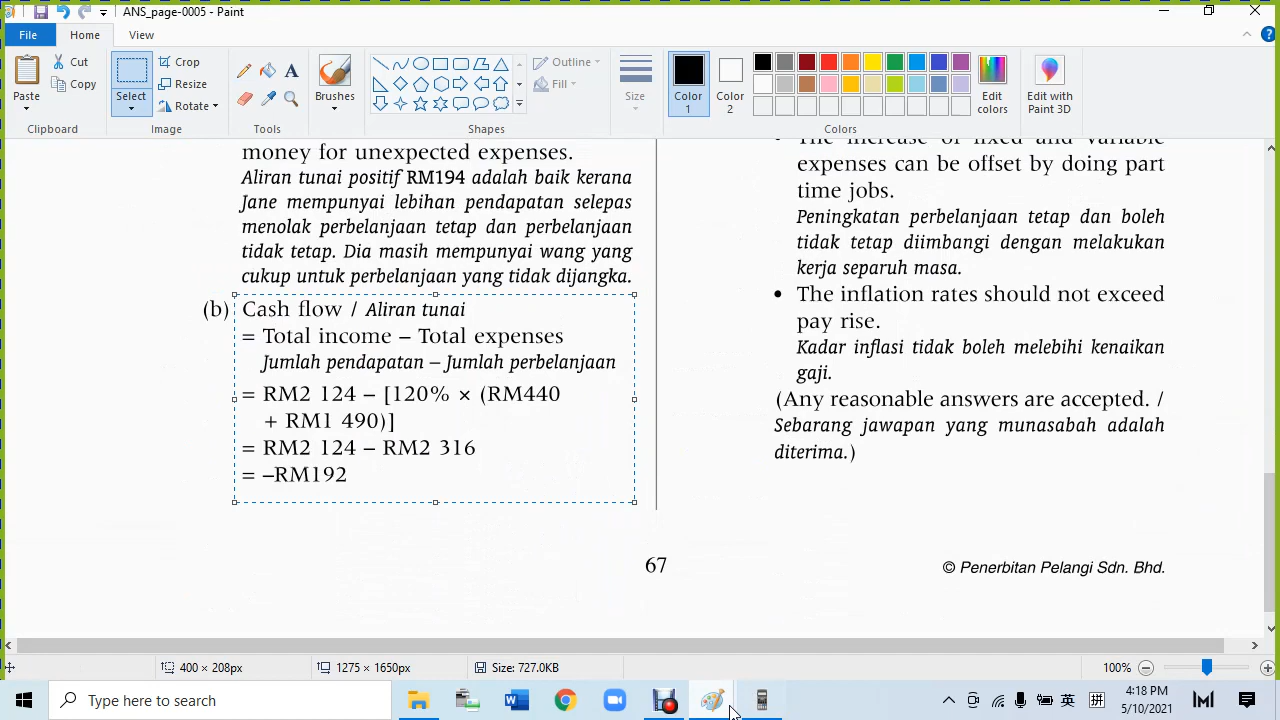 ANS_page-0005 - Paint
File
Home
View
Paste
Cut
Copy
Clipboard
Select
Crop
Resize
Rotate
Image
Tools
Brushes
Shapes
Outline
Fill
Size
Color 1
Color 2
Colors
Edit colors
Edit with Paint 3D
money for unexpected expenses.
Aliran tunai positif RM194 adalah baik kerana
Jane mempunyai lebihan pendapatan selepas
menolak perbelanjaan tetap dan perbelanjaan
tidak tetap. Dia masih mempunyai wang yang
cukup untuk perbelanjaan yang tidak dijangka.
(b) Cash flow / Aliran tunai
= Total income – Total expenses
Jumlah pendapatan – Jumlah perbelanjaan
= RM2 124 – [120% × (RM440
+ RM1 490)]
= RM2 124 – RM2 316
= –RM192
• The increase of fixed and variable
expenses can be offset by doing part
time jobs.
Peningkatan perbelanjaan tetap dan boleh
tidak tetap diimbangi dengan melakukan
kerja separuh masa.
• The inflation rates should not exceed
pay rise.
Kadar inflasi tidak boleh melebihi kenaikan
gaji.
(Any reasonable answers are accepted. /
Sebarang jawapan yang munasabah adalah
diterima.)
67
© Penerbitan Pelangi Sdn. Bhd.
400 × 208px
1275 × 1650px
Size: 727.0KB
100%
Type here to search
英
拼
4:18 PM
5/10/2021